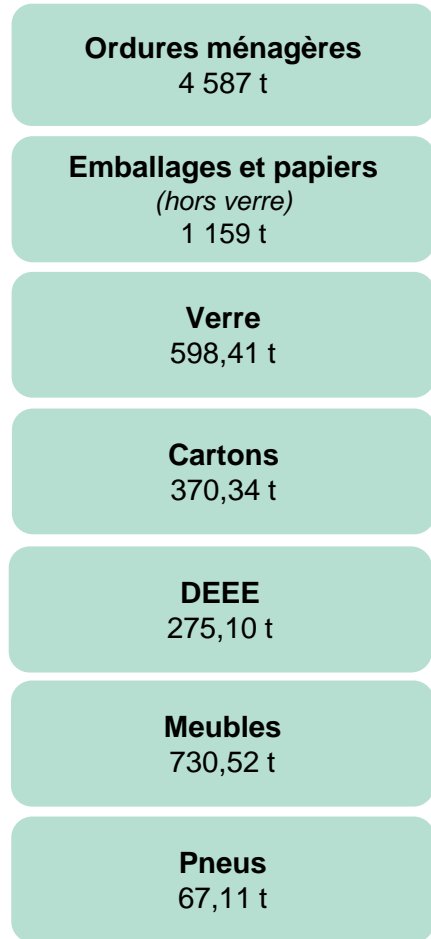 Ordures ménagères
4 587 t
Emballages et papiers
(hors verre)
1 159 t
Verre
598,41 t
Cartons
370,34 t
DEEE
275,10 t
Meubles
730,52 t
Pneus
67,11 t